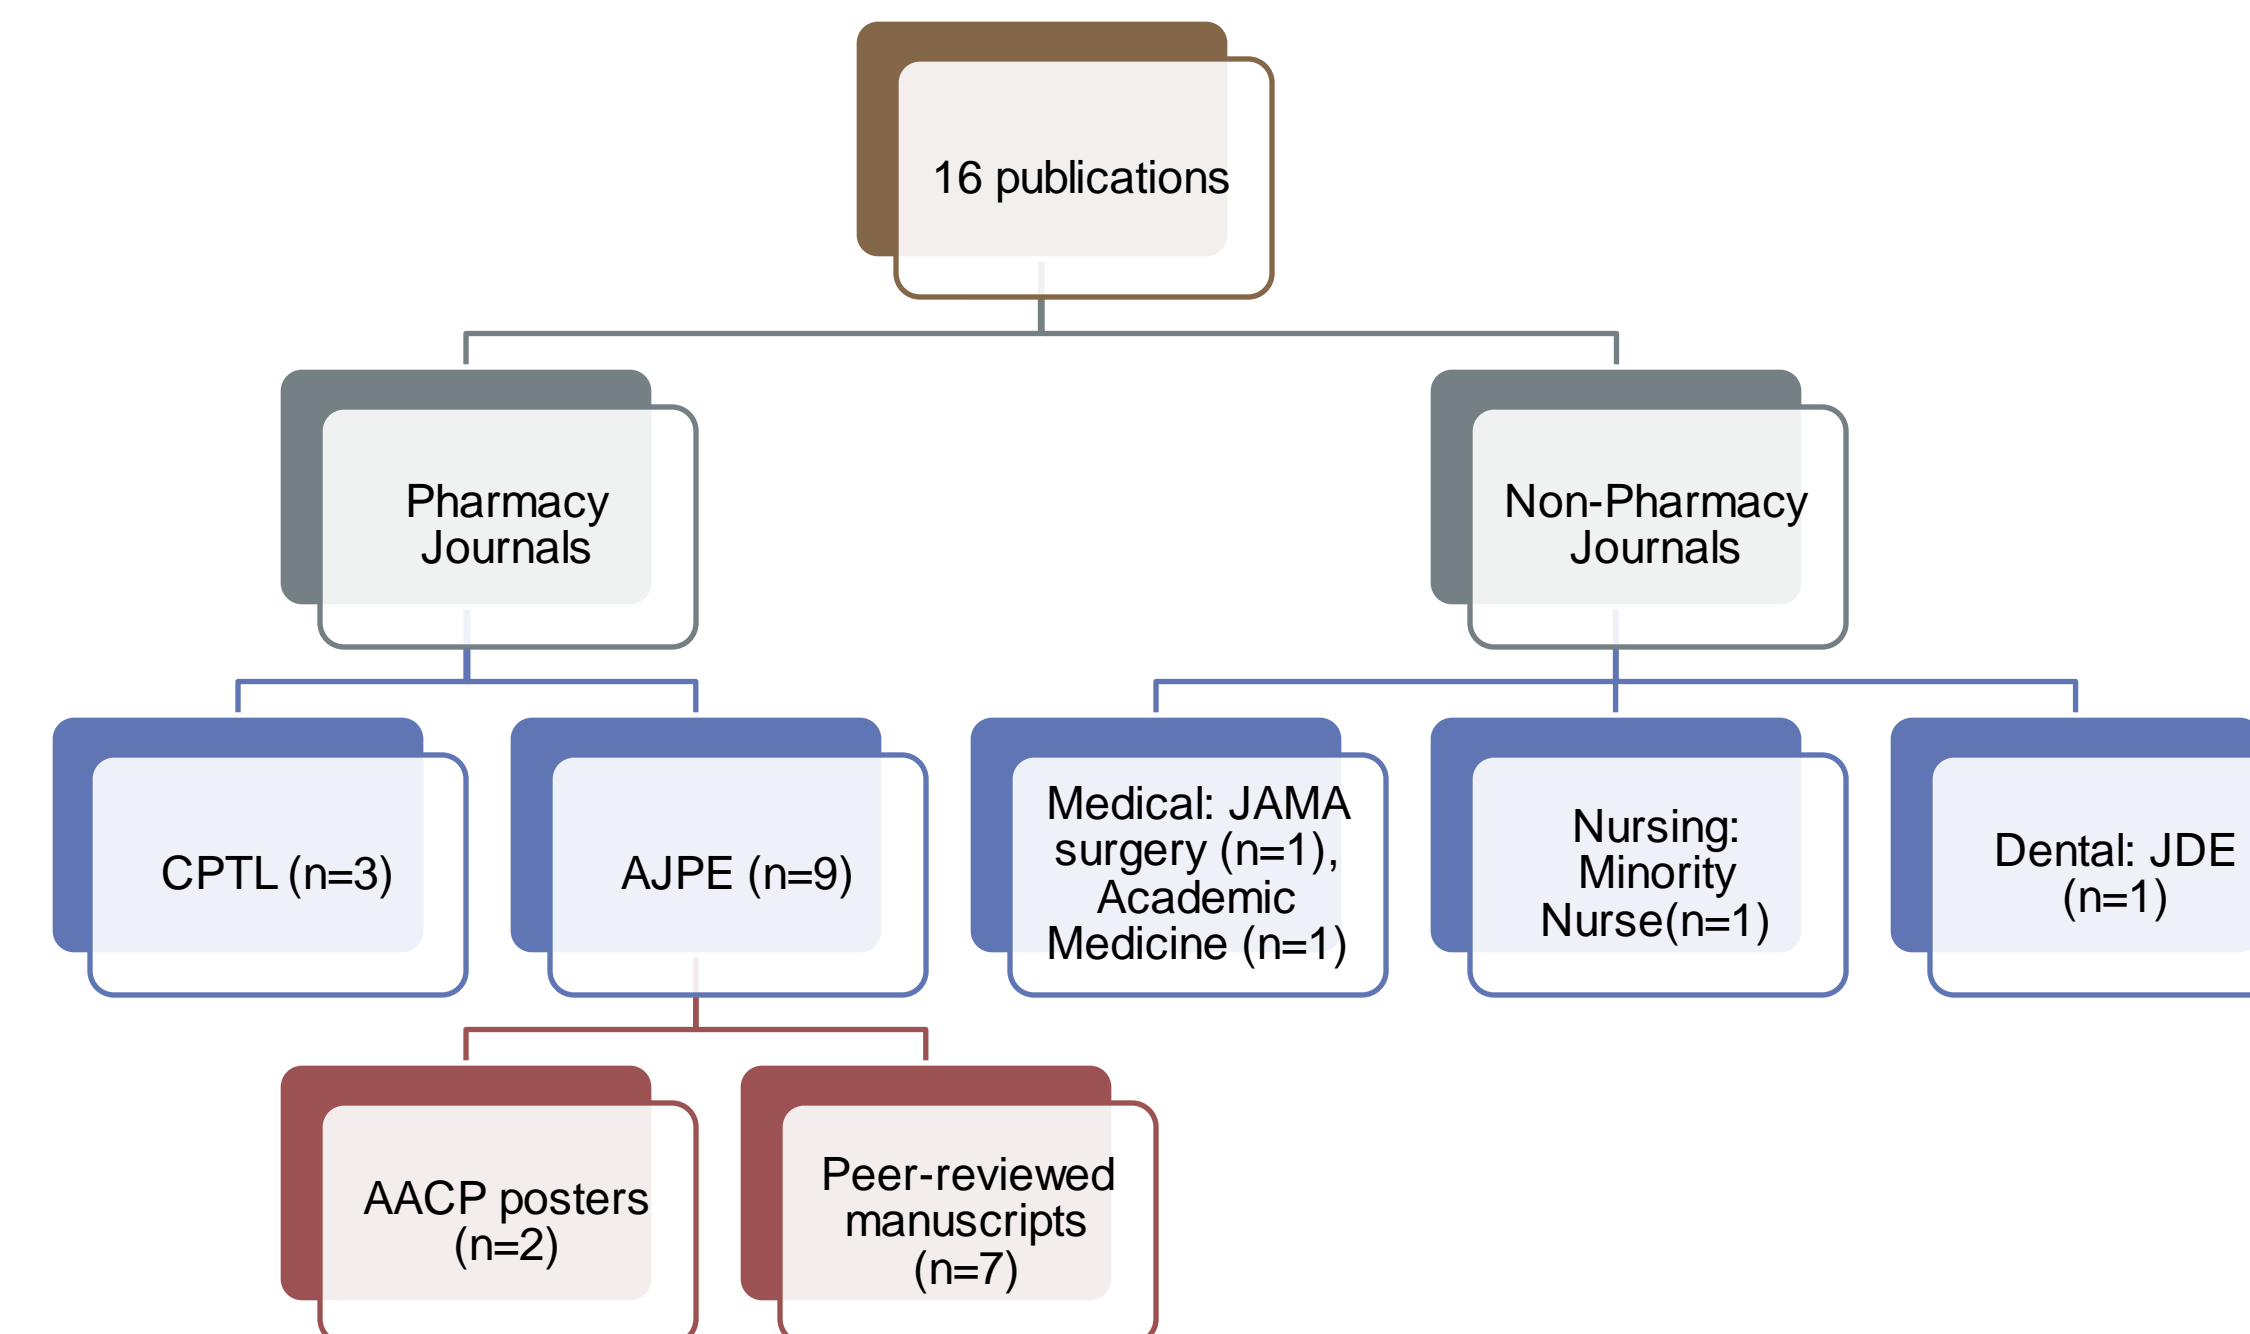 16 publications
Pharmacy
Journals
Non-Pharmacy
Journals
CPTL (n=3)
AJPE (n=9)
Medical: JAMA
surgery (n=1),
Academic
Medicine (n=1)
Nursing:
Minority
Nurse(n=1)
Dental: JDE
(n=1)
AACP posters
(n=2)
Peer-reviewed
manuscripts
(n=7)